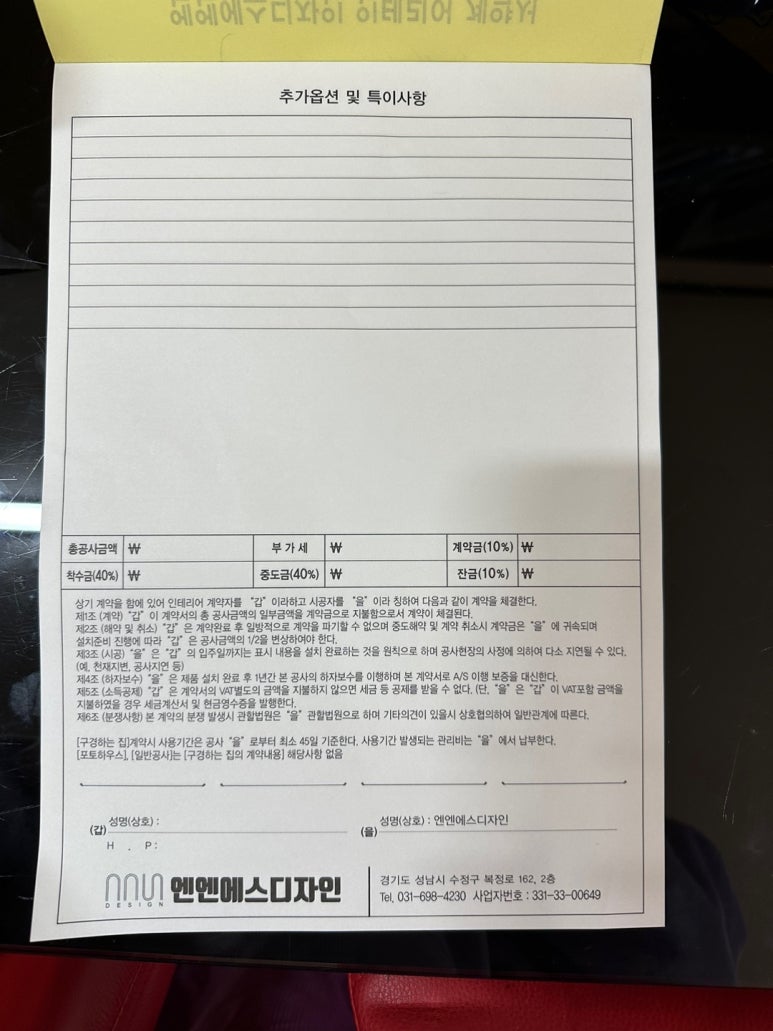 엔엔에스디자인 인테리어 계약서
추가옵션 및 특이사항
총공사금액 ₩ 부 가 세 ₩ 계약금(10%) ₩
착수금(40%) ₩ 중도금(40%) ₩ 잔금(10%) ₩
상기 계약을 함에 있어 인테리어 계약자를 “갑” 이라하고 시공자를 “을” 이라 칭하여 다음과 같이 계약을 체결한다.
제1조 (계약) “갑” 이 계약서의 총 공사금액의 일부금액을 계약금으로 지불함으로서 계약이 체결된다.
제2조 (해약 및 취소) “갑” 은 계약완료 후 일방적으로 계약을 파기할 수 없으며 중도해약 및 계약 취소시 계약금은 “을” 에 귀속되며
설치준비 진행에 따라 “갑” 은 공사금액의 1/2을 변상하여야 한다.
제3조 (시공) “을” 은 “갑” 의 입주일까지는 표시 내용을 설치 완료하는 것을 원칙으로 하며 공사현장의 사정에 의하여 다소 지연될 수 있다.
(예, 천재지변, 공사지연 등)
제4조 (하자보수) “을” 은 제품 설치 완료 후 1년간 본 공사의 하자보수를 이행하며 본 계약서로 A/S 이행 보증을 대신한다.
제5조 (소득공제) “갑” 은 계약서의 VAT별도의 금액을 지불하지 않으면 세금 등 공제를 받을 수 없다. (단, “을” 은 “갑” 이 VAT포함 금액을
지불하였을 경우 세금계산서 및 현금영수증을 발행한다.
제6조 (분쟁사항) 본 계약의 분쟁 발생시 관할법원은 “을” 관할법원으로 하며 기타의견이 있을시 상호협의하여 일반관례에 따른다.
[구경하는 집]계약시 사용기간은 공사 “을” 로부터 최소 45일 기준한다. 사용기간 발생되는 관리비는 “을” 에서 납부한다.
[포토하우스], [일반공사]는 [구경하는 집의 계약내용] 해당사항 없음
(갑) 성명(상호) : (을) 성명(상호) : 엔엔에스디자인
H . P :
nns DESIGN 엔엔에스디자인
경기도 성남시 수정구 복정로 162, 2층
Tel. 031-698-4230 사업자번호 : 331-33-00649